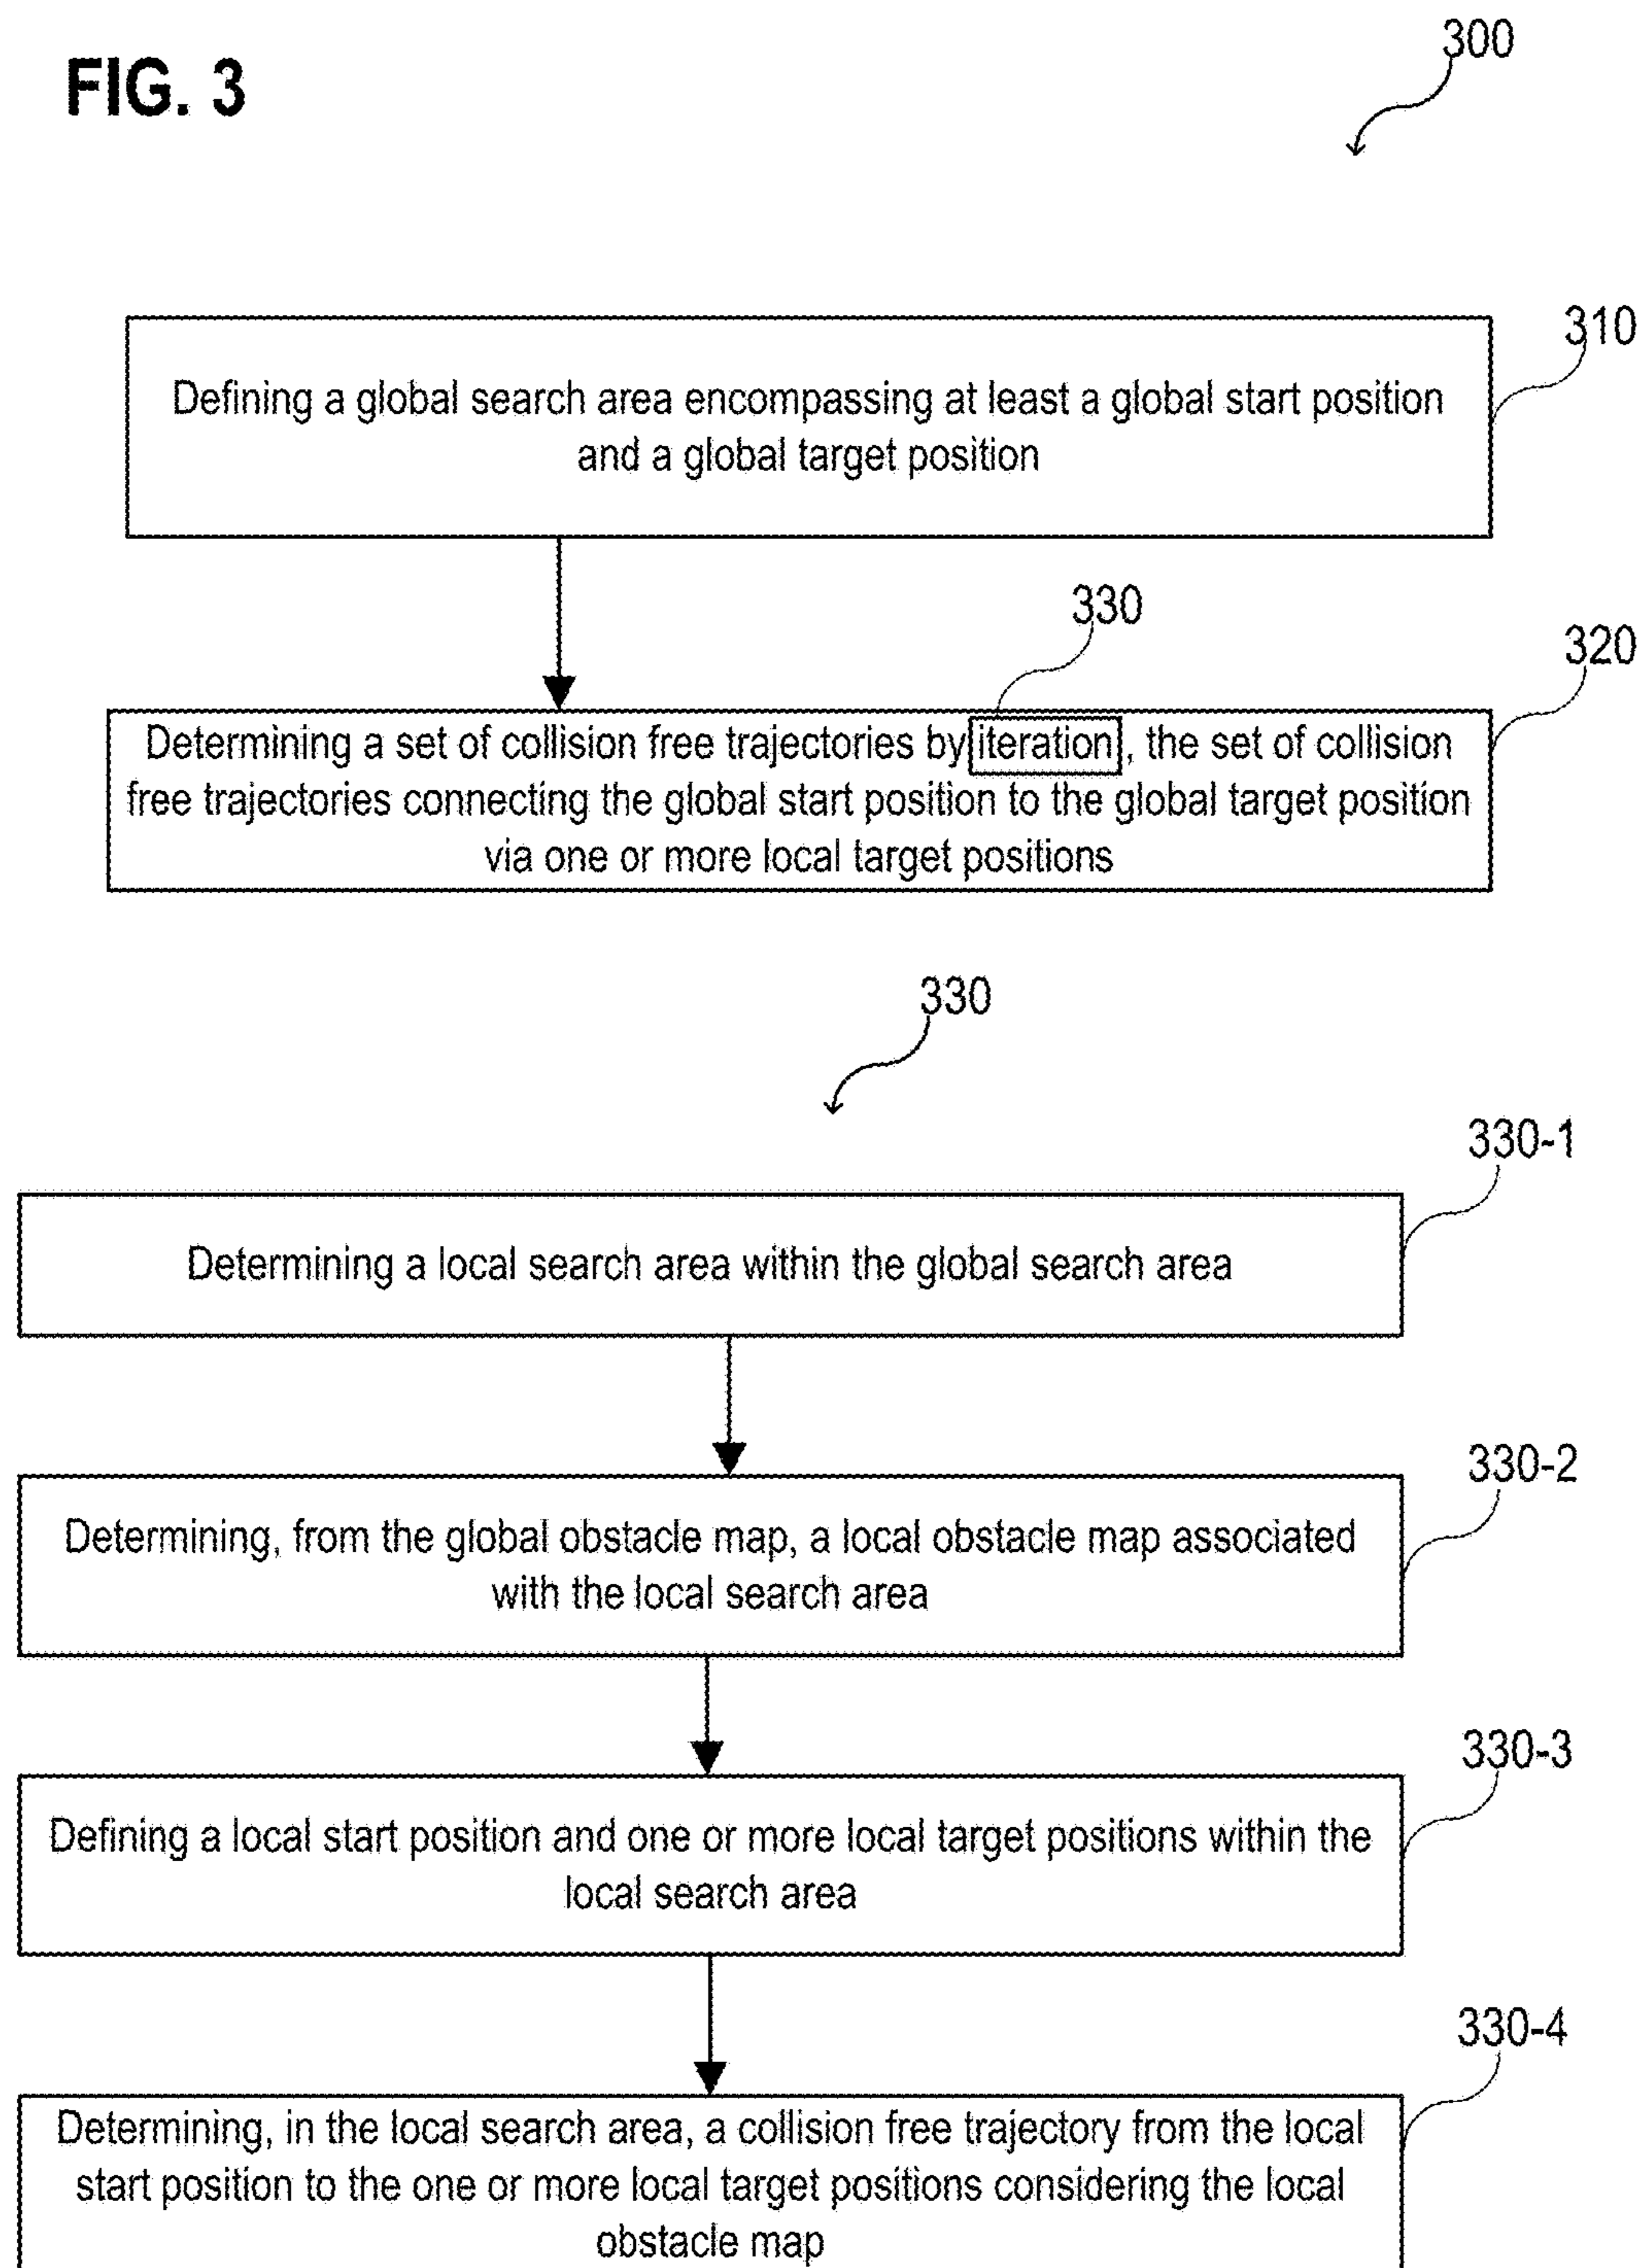 FIG. 3
300
310
Defining a global search area encompassing at least a global start position
and a global target position
330
320
Determining a set of collision free trajectories by iteration, the set of collision
free trajectories connecting the global start position to the global target position
via one or more local target positions
330
330-1
Determining a local search area within the global search area
330-2
Determining, from the global obstacle map, a local obstacle map associated
with the local search area
330-3
Defining a local start position and one or more local target positions within the
local search area
330-4
Determining, in the local search area, a collision free trajectory from the local
start position to the one or more local target positions considering the local
obstacle map